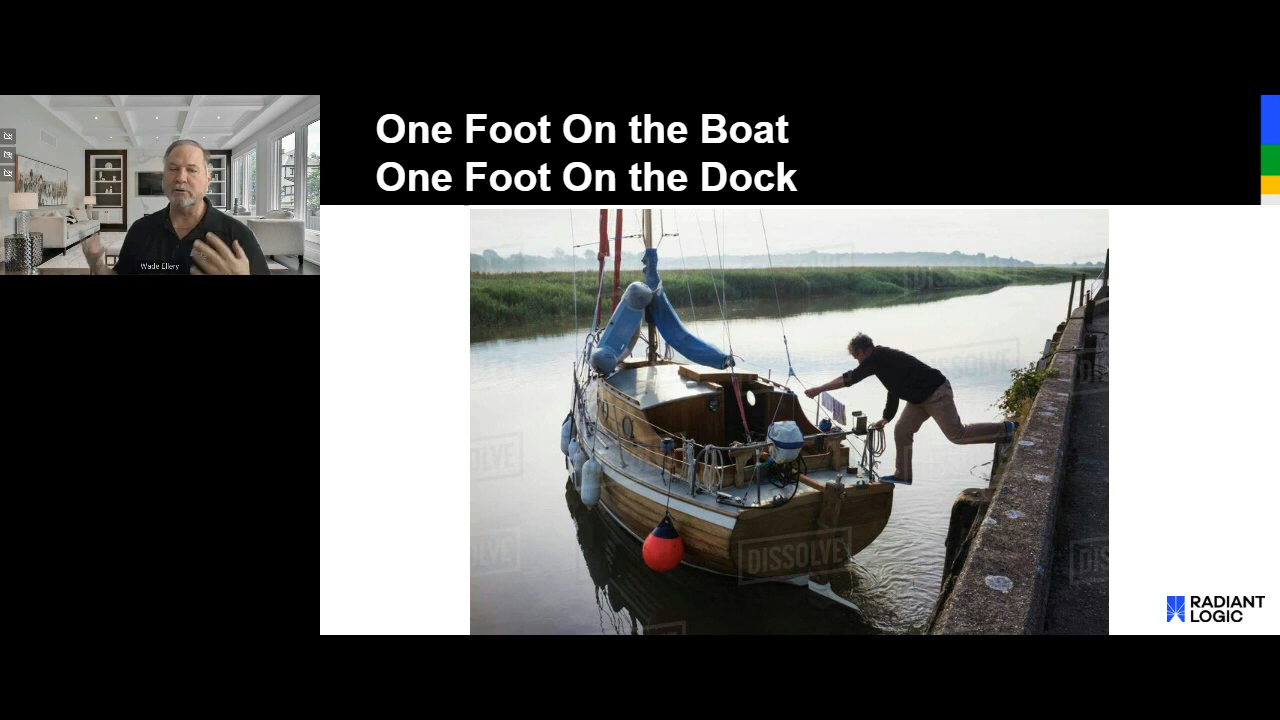 One Foot On the Boat
One Foot On the Dock
Wade Ellery
DISSOLVE
RADIANT
LOGIC